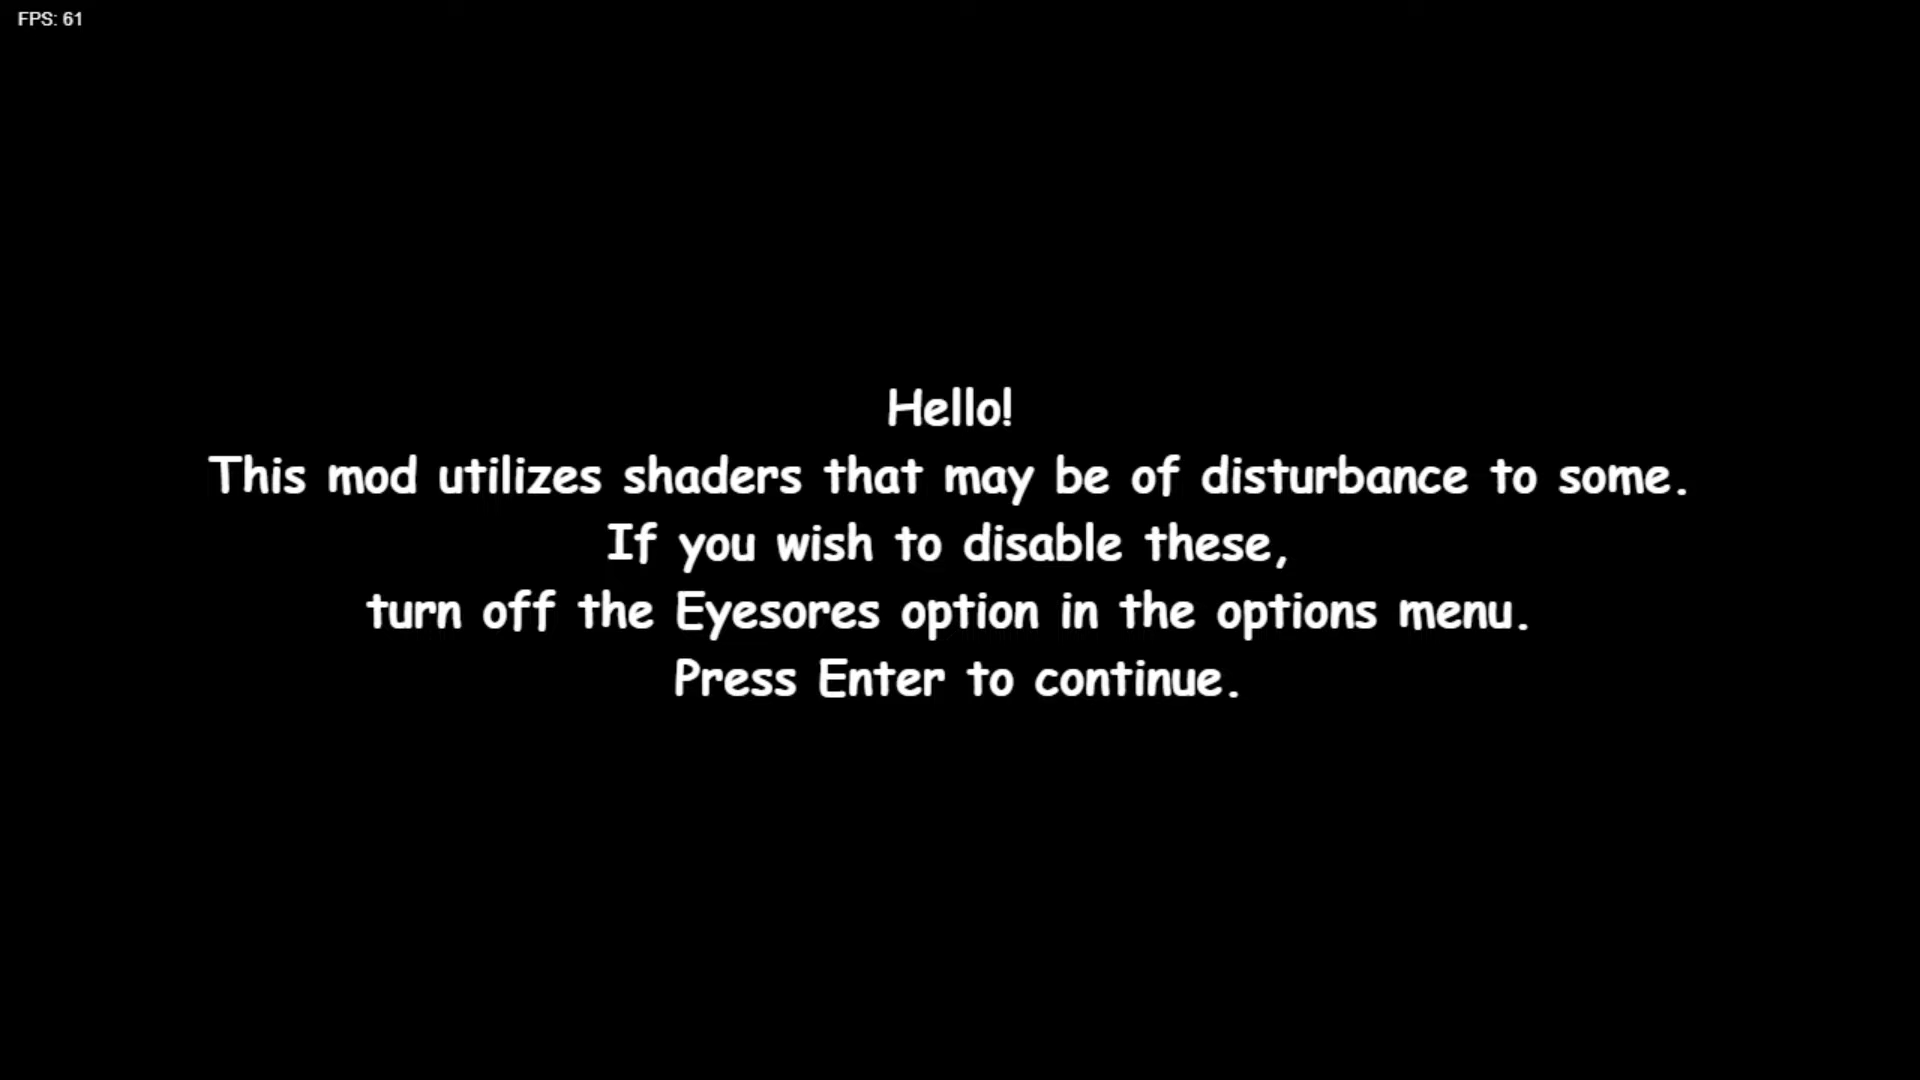 FPS: 61
Hello!
This mod utilizes shaders that may be of disturbance to some.
If you wish to disable these,
turn off the Eyesores option in the options menu.
Press Enter to continue.